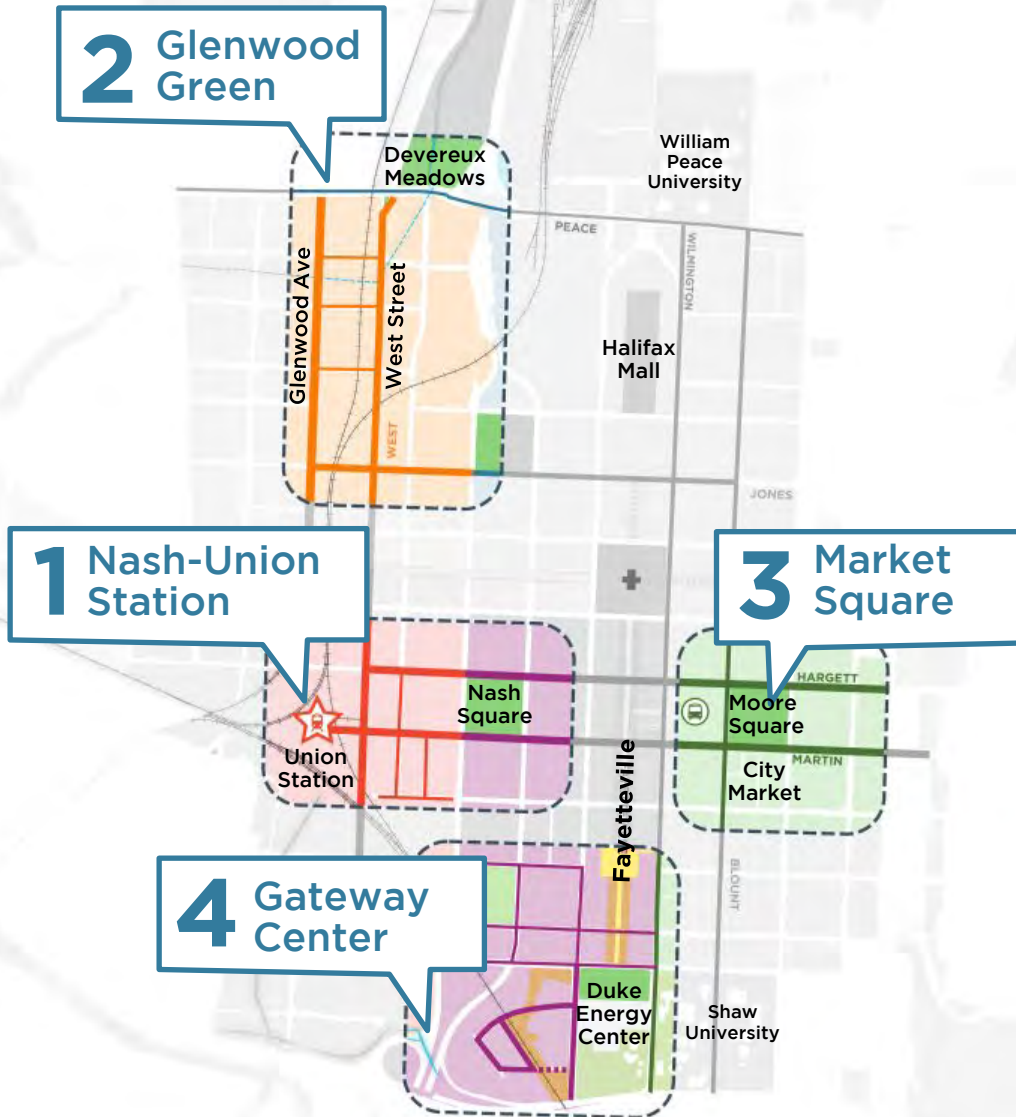 2 Glenwood
Green
Devereux
Meadows
William
Peace
University
PEACE
WILMINGTON
Glenwood Ave
West Street
Halifax
Mall
WEST
JONES
1 Nash-Union
Station
3 Market
Square
HARGETT
Nash
Square
Moore
Square
Union
Station
MARTIN
City
Market
Fayetteville
BLOUNT
4 Gateway
Center
Duke
Energy
Center
Shaw
University